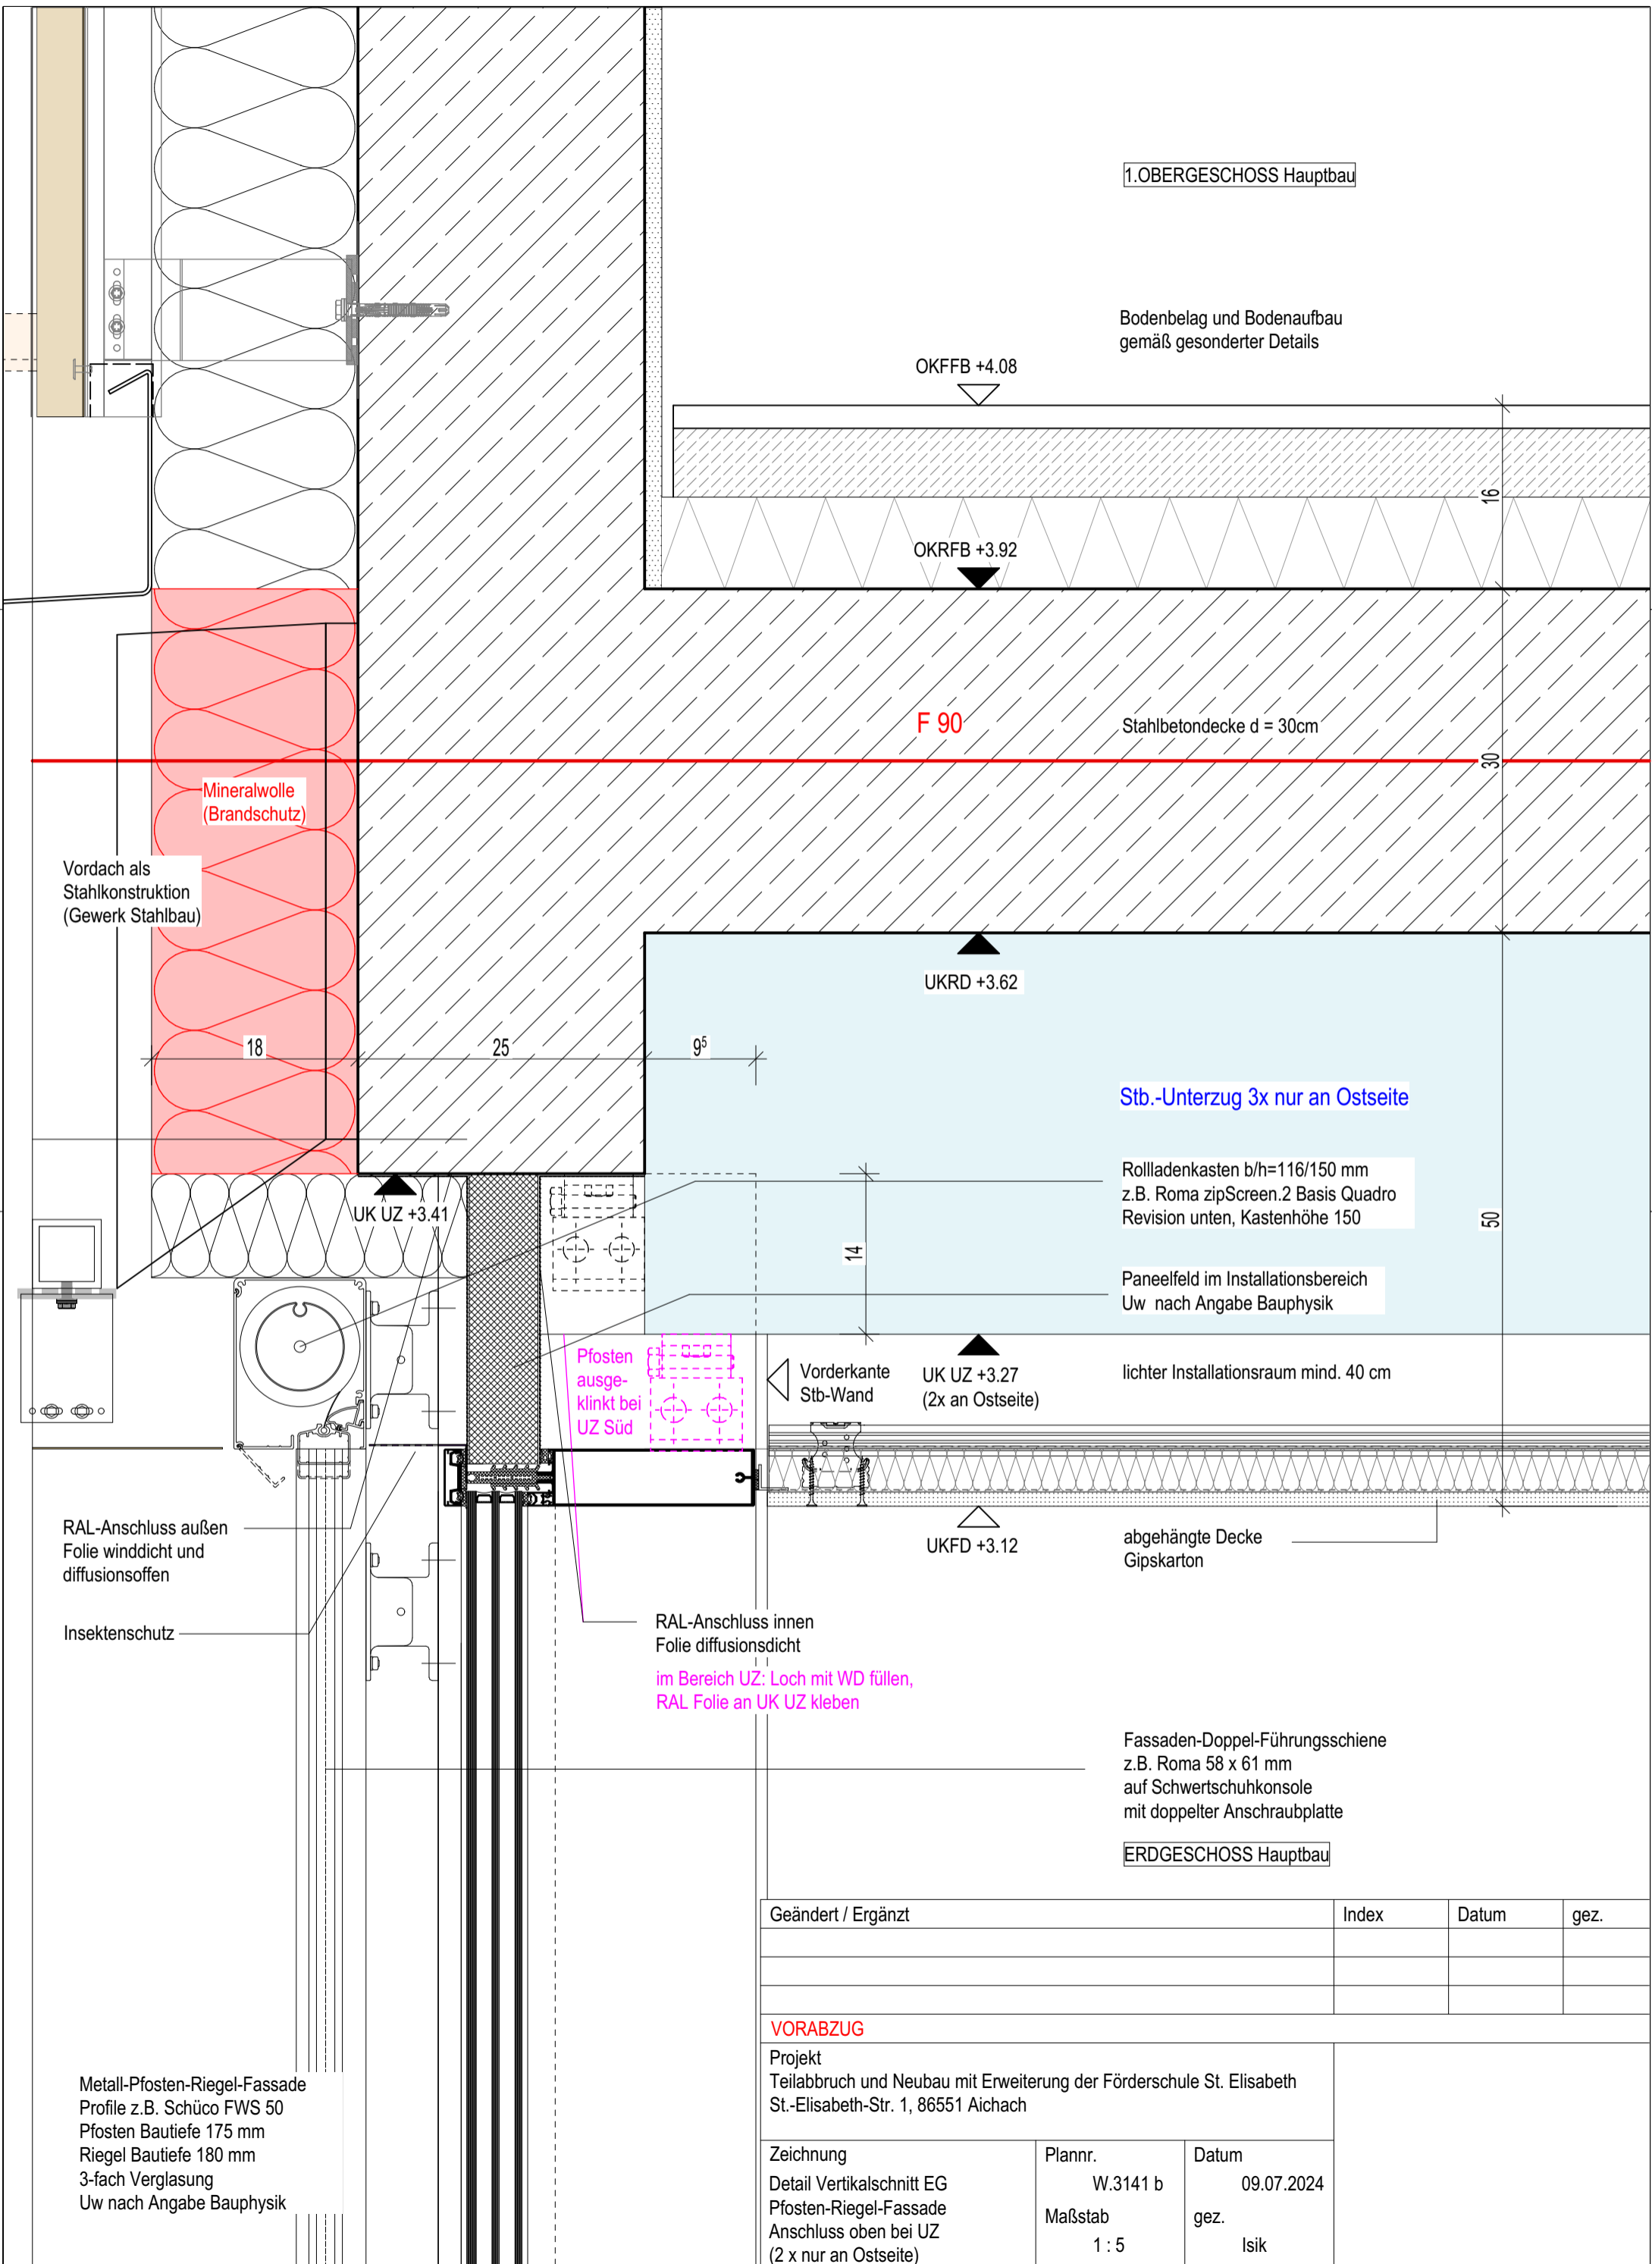 1.OBERGESCHOSS Hauptbau
Bodenbelag und Bodenaufbau
gemäß gesonderter Details
OKFFB +4.08
16
OKRFB +3.92
F 90
Stahlbetondecke d = 30cm
30
Mineralwolle
(Brandschutz)
Vordach als
Stahlkonstruktion
(Gewerk Stahlbau)
UKRD +3.62
18
25
9⁵
Stb.-Unterzug 3x nur an Ostseite
Rollladenkasten b/h=116/150 mm
z.B. Roma zipScreen.2 Basis Quadro
Revision unten, Kastenhöhe 150
UK UZ +3.41
50
14
Paneelfeld im Installationsbereich
Uw nach Angabe Bauphysik
Pfosten
ausge-
klinkt bei
UZ Süd
Vorderkante
Stb-Wand
UK UZ +3.27
(2x an Ostseite)
lichter Installationsraum mind. 40 cm
RAL-Anschluss außen
Folie winddicht und
diffusionsoffen
UKFD +3.12
abgehängte Decke
Gipskarton
Insektenschutz
RAL-Anschluss innen
Folie diffusionsdicht
im Bereich UZ: Loch mit WD füllen,
RAL Folie an UK UZ kleben
Fassaden-Doppel-Führungsschiene
z.B. Roma 58 x 61 mm
auf Schwertschuhkonsole
mit doppelter Anschraubplatte
ERDGESCHOSS Hauptbau
Geändert / Ergänzt Index Datum gez.
VORABZUG
Projekt
Teilabbruch und Neubau mit Erweiterung der Förderschule St. Elisabeth
St.-Elisabeth-Str. 1, 86551 Aichach
Metall-Pfosten-Riegel-Fassade
Profile z.B. Schüco FWS 50
Pfosten Bautiefe 175 mm
Riegel Bautiefe 180 mm
3-fach Verglasung
Uw nach Angabe Bauphysik
Zeichnung
Detail Vertikalschnitt EG
Pfosten-Riegel-Fassade
Anschluss oben bei UZ
(2 x nur an Ostseite)
Plannr.
W.3141 b
Maßstab
1 : 5
Datum
09.07.2024
gez.
Isik